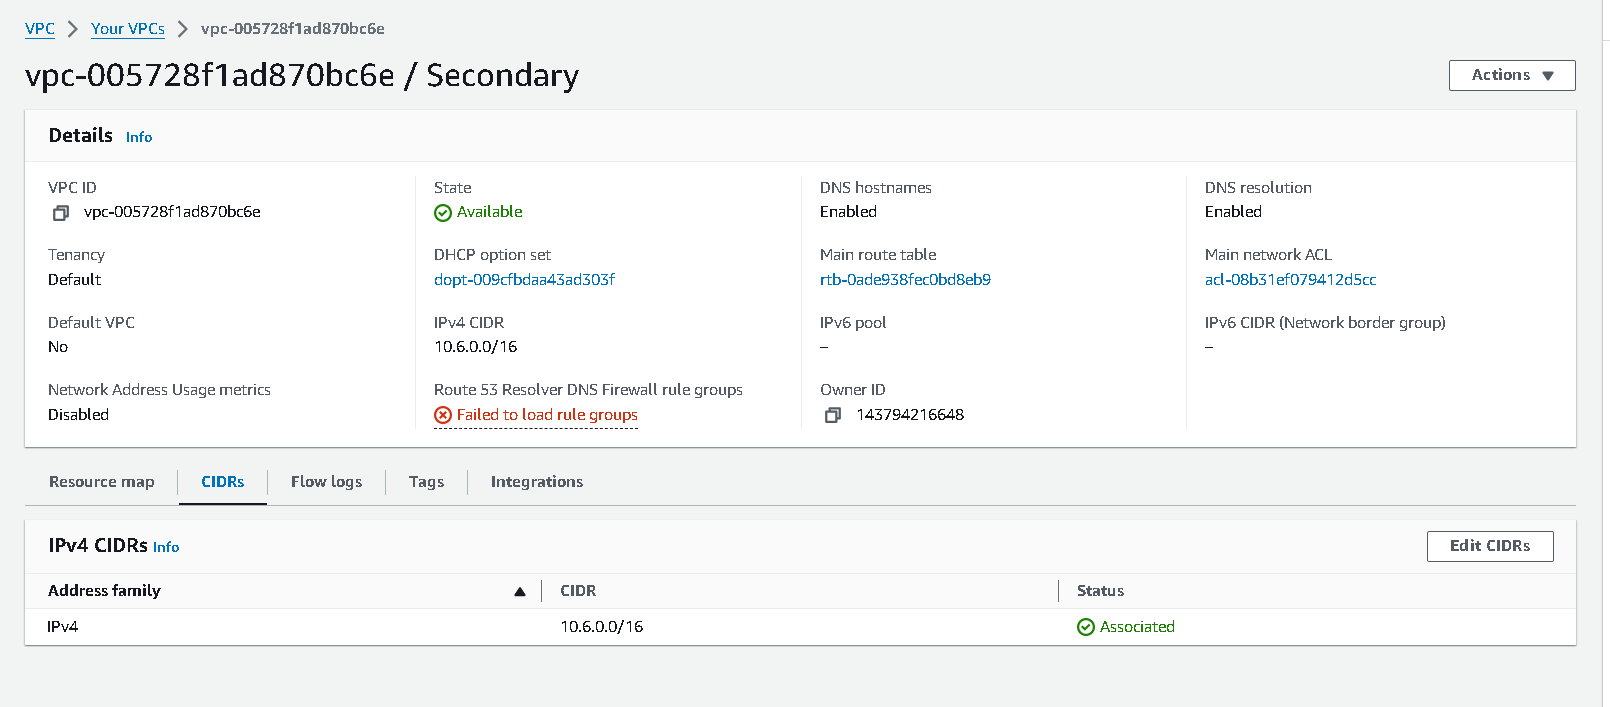 VPC > Your VPCs > vpc-005728f1ad870bc6e
vpc-005728f1ad870bc6e / Secondary
Actions ▼
Details Info
VPC ID
vpc-005728f1ad870bc6e
State
Available
DNS hostnames
Enabled
DNS resolution
Enabled
Tenancy
Default
DHCP option set
dopt-009cfbdaa43ad303f
Main route table
rtb-0ade938fec0bd8eb9
Main network ACL
acl-08b31ef079412d5cc
Default VPC
No
IPv4 CIDR
10.6.0.0/16
IPv6 pool
–
IPv6 CIDR (Network border group)
–
Network Address Usage metrics
Disabled
Route 53 Resolver DNS Firewall rule groups
Failed to load rule groups
Owner ID
143794216648
Resource map CIDRs Flow logs Tags Integrations
IPv4 CIDRs Info
Edit CIDRs
Address family ▲ CIDR Status
IPv4 10.6.0.0/16 Associated